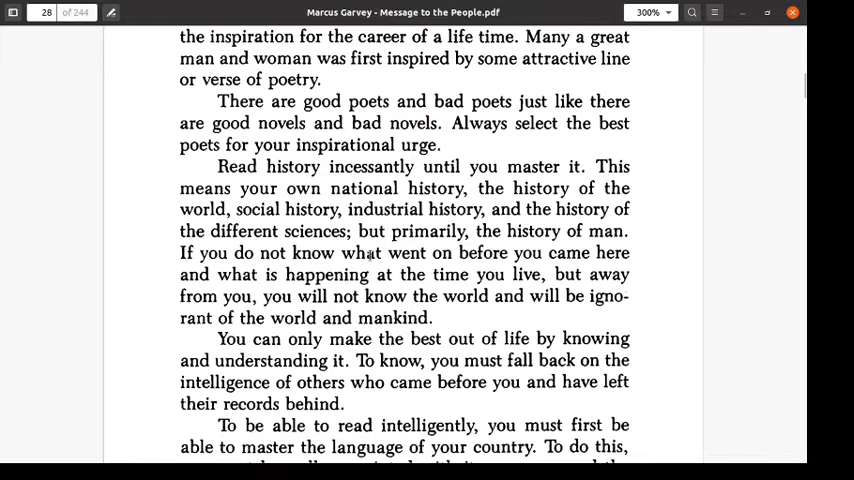 28 of 244
Marcus Garvey - Message to the People.pdf
300%
the inspiration for the career of a life time. Many a great
man and woman was first inspired by some attractive line
or verse of poetry.
There are good poets and bad poets just like there
are good novels and bad novels. Always select the best
poets for your inspirational urge.
Read history incessantly until you master it. This
means your own national history, the history of the
world, social history, industrial history, and the history of
the different sciences; but primarily, the history of man.
If you do not know what went on before you came here
and what is happening at the time you live, but away
from you, you will not know the world and will be igno-
rant of the world and mankind.
You can only make the best out of life by knowing
and understanding it. To know, you must fall back on the
intelligence of others who came before you and have left
their records behind.
To be able to read intelligently, you must first be
able to master the language of your country. To do this,